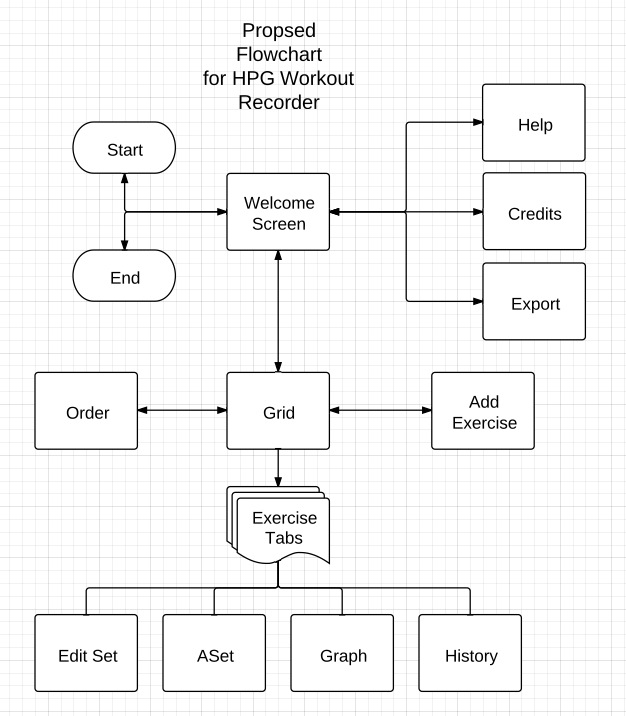 Propsed
Flowchart
for HPG Workout
Recorder
Start
Welcome
Screen
Help
Credits
End
Export
Order
Grid
Add
Exercise
Exercise
Tabs
Edit Set
ASet
Graph
History